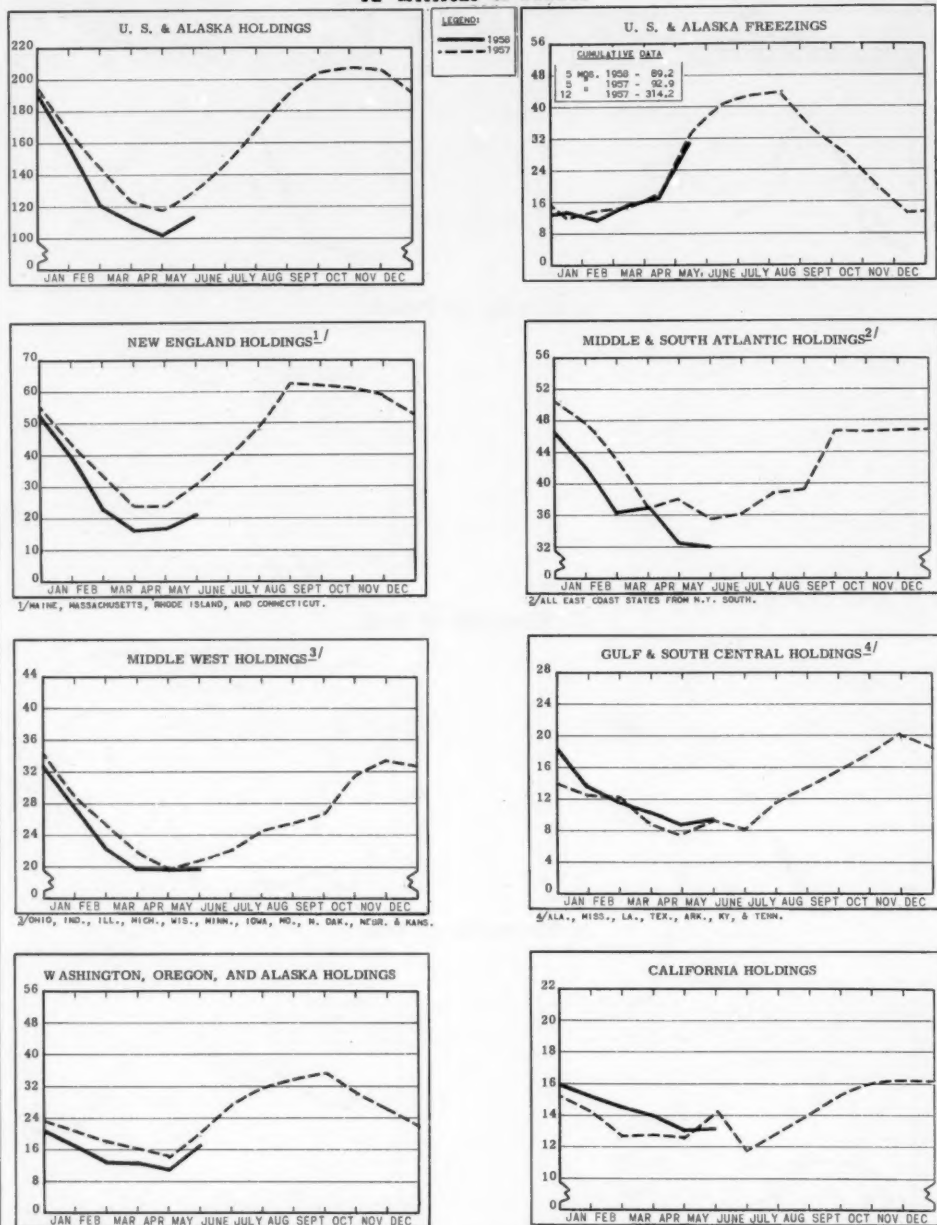 U. S. & ALASKA HOLDINGS
220
200
180
160
140
120
100
0
JAN FEB MAR APR MAY JUNE JULY AUG SEPT OCT NOV DEC
LEGEND:
1958
1957
U. S. & ALASKA FREEZINGS
56
48
40
32
24
16
8
0
CUMULATIVE DATA
5 MOS. 1958 - 89.2
5 " 1957 - 92.9
12 " 1957 - 314.2
JAN FEB MAR APR MAY JUNE JULY AUG SEPT OCT NOV DEC
NEW ENGLAND HOLDINGS 1/
70
60
50
40
30
20
10
0
JAN FEB MAR APR MAY JUNE JULY AUG SEPT OCT NOV DEC
1/MAINE, MASSACHUSETTS, RHODE ISLAND, AND CONNECTICUT.
MIDDLE & SOUTH ATLANTIC HOLDINGS 2/
56
52
48
44
40
36
32
0
JAN FEB MAR APR MAY JUNE JULY AUG SEPT OCT NOV DEC
2/ALL EAST COAST STATES FROM N.Y. SOUTH.
MIDDLE WEST HOLDINGS 3/
44
40
36
32
28
24
20
0
JAN FEB MAR APR MAY JUNE JULY AUG SEPT OCT NOV DEC
3/OHIO, IND., ILL., MICH., WIS., MINN., IOWA, MO., N. DAK., NEBR. & KANS.
GULF & SOUTH CENTRAL HOLDINGS 4/
28
24
20
16
12
8
4
0
JAN FEB MAR APR MAY JUNE JULY AUG SEPT OCT NOV DEC
4/ALA., MISS., LA., TEX., ARK., KY, & TENN.
WASHINGTON, OREGON, AND ALASKA HOLDINGS
56
48
40
32
24
16
8
0
JAN FEB MAR APR MAY JUNE JULY AUG SEPT OCT NOV DEC
CALIFORNIA HOLDINGS
22
20
18
16
14
12
10
0
JAN FEB MAR APR MAY JUNE JULY AUG SEPT OCT NOV DEC